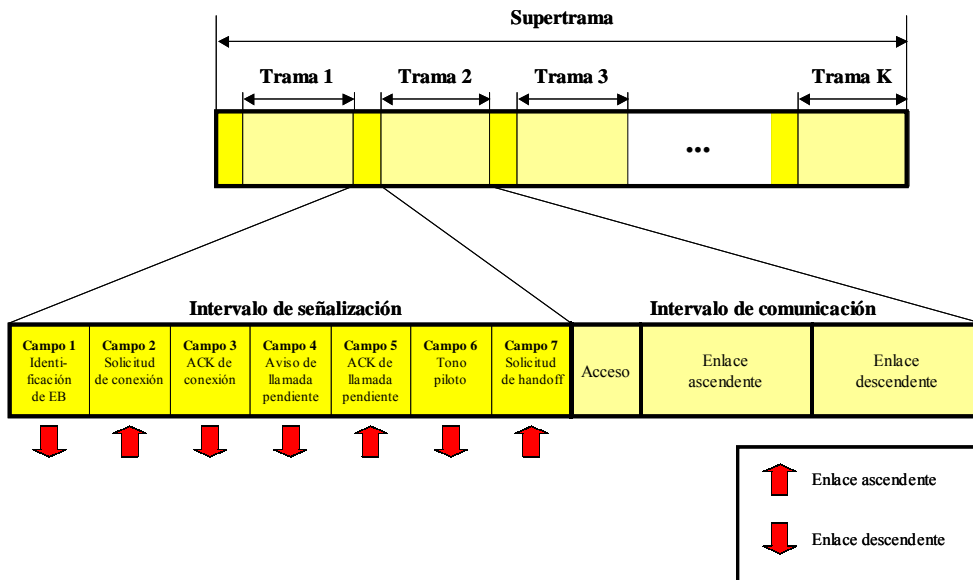 Supertrama
Trama 1
Trama 2
Trama 3
Trama K
...
Intervalo de señalización
Intervalo de comunicación
Campo 1
Identi-
ficación
de EB
Campo 2
Solicitud
de conexión
Campo 3
ACK de
conexión
Campo 4
Aviso de
llamada
pendiente
Campo 5
ACK de
llamada
pendiente
Campo 6
Tono
piloto
Campo 7
Solicitud
de handoff
Acceso
Enlace
ascendente
Enlace
descendente
Enlace ascendente
Enlace descendente